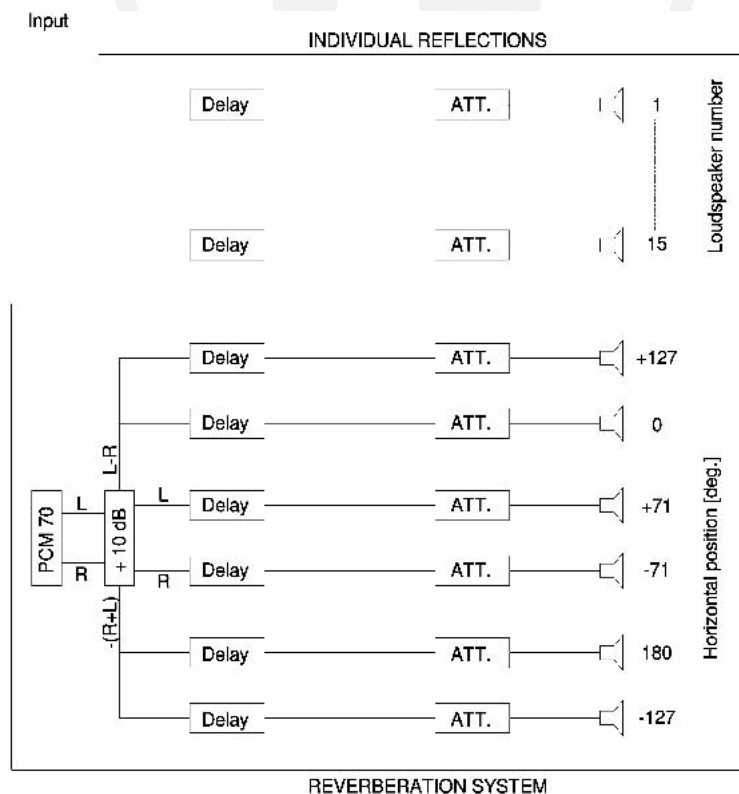 Input
INDIVIDUAL REFLECTIONS
Delay ATT. 1
Delay ATT. 15
Loudspeaker number
Delay ATT. +127
Delay ATT. 0
L-R
PCM 70 L + 10 dB L Delay ATT. +71
R R Delay ATT. -71
-(R+L)
Delay ATT. 180
Delay ATT. -127
Horizontal position [deg.]
REVERBERATION SYSTEM